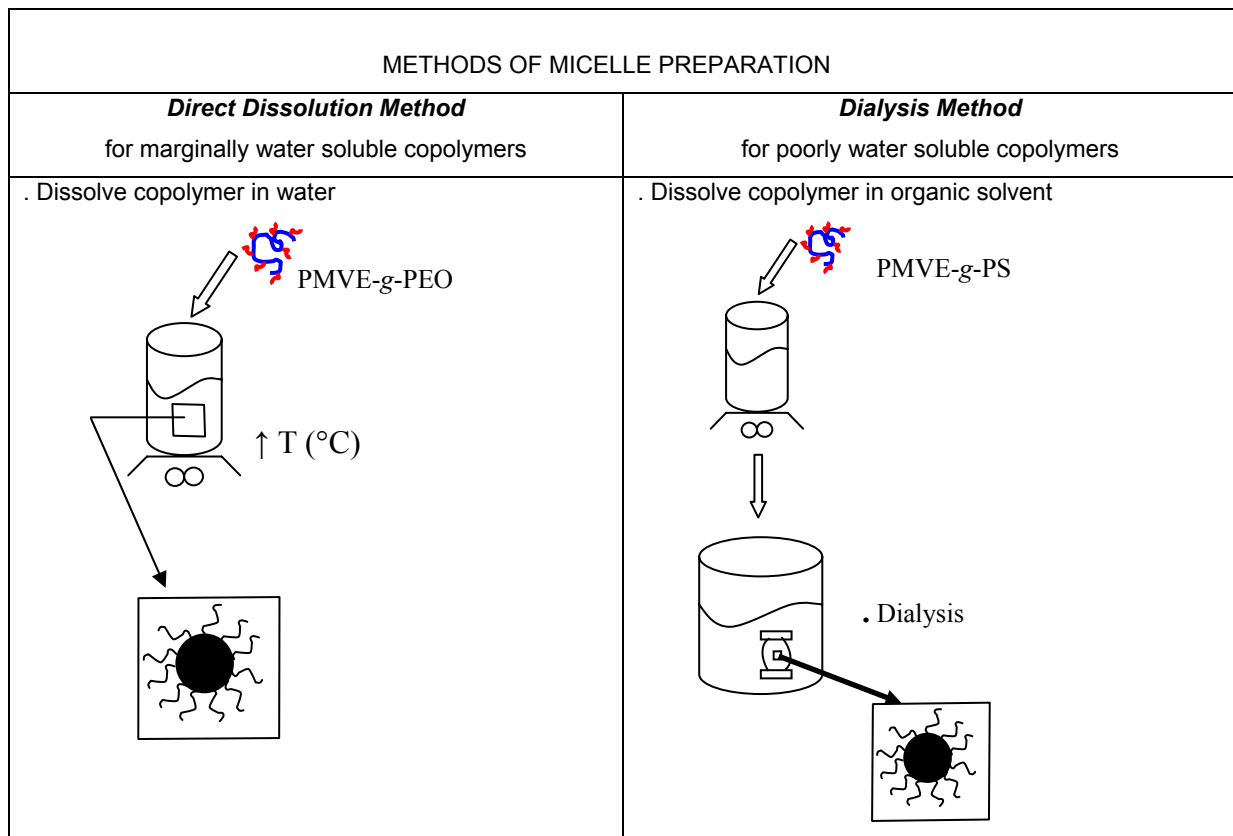 METHODS OF MICELLE PREPARATION
Direct Dissolution Method
for marginally water soluble copolymers
Dialysis Method
for poorly water soluble copolymers
. Dissolve copolymer in water
PMVE-g-PEO
↑ T (°C)
. Dissolve copolymer in organic solvent
PMVE-g-PS
. Dialysis